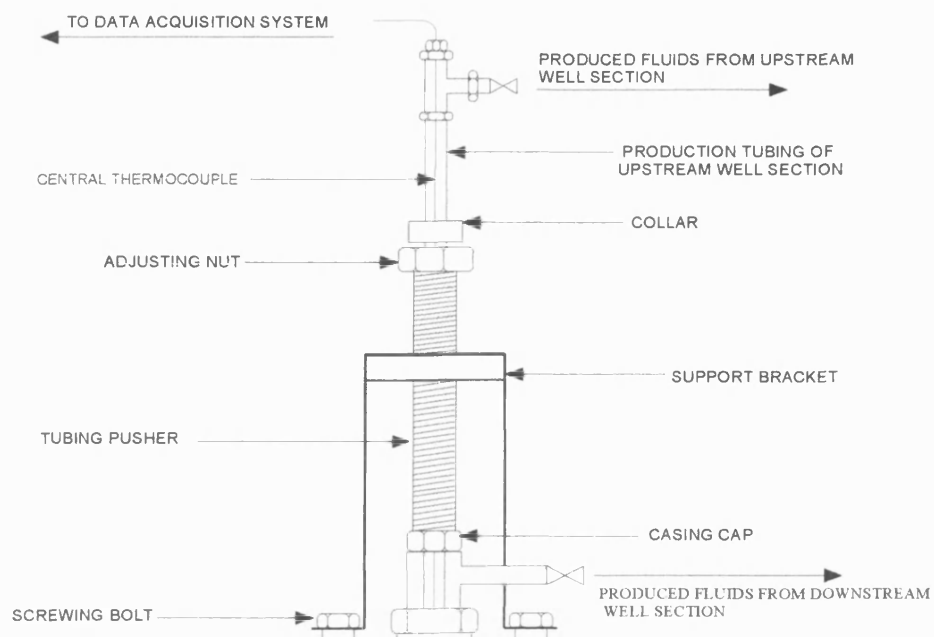 TO DATA ACQUISITION SYSTEM
PRODUCED FLUIDS FROM UPSTREAM
WELL SECTION
PRODUCTION TUBING OF
UPSTREAM WELL SECTION
CENTRAL THERMOCOUPLE
COLLAR
ADJUSTING NUT
SUPPORT BRACKET
TUBING PUSHER
CASING CAP
PRODUCED FLUIDS FROM DOWNSTREAM
WELL SECTION
SCREWING BOLT